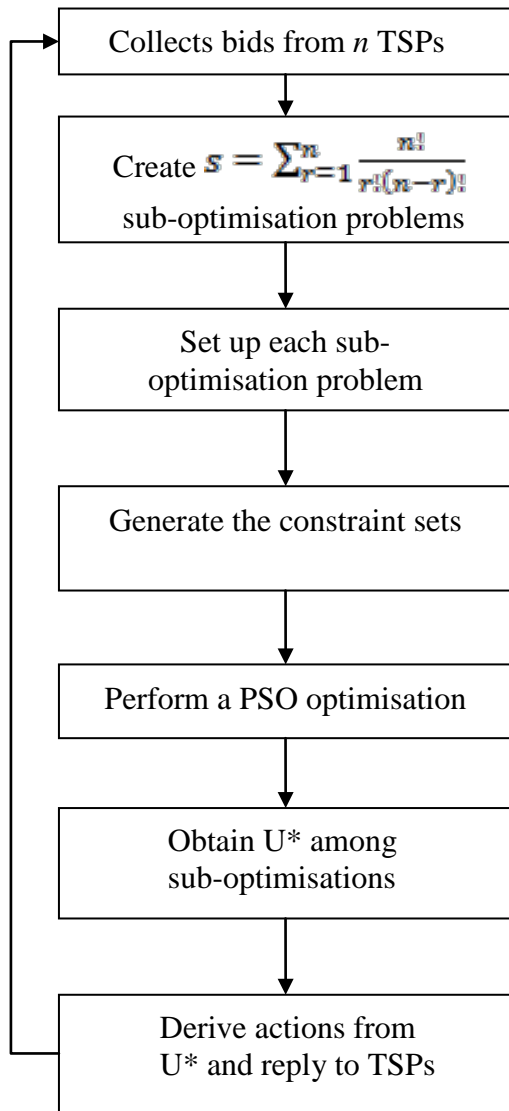 Collects bids from n TSPs
Create s = ∑ⁿᵣ₌₁ n!/(r!(n−r)!)
sub-optimisation problems
Set up each sub-
optimisation problem
Generate the constraint sets
Perform a PSO optimisation
Obtain U* among
sub-optimisations
Derive actions from
U* and reply to TSPs